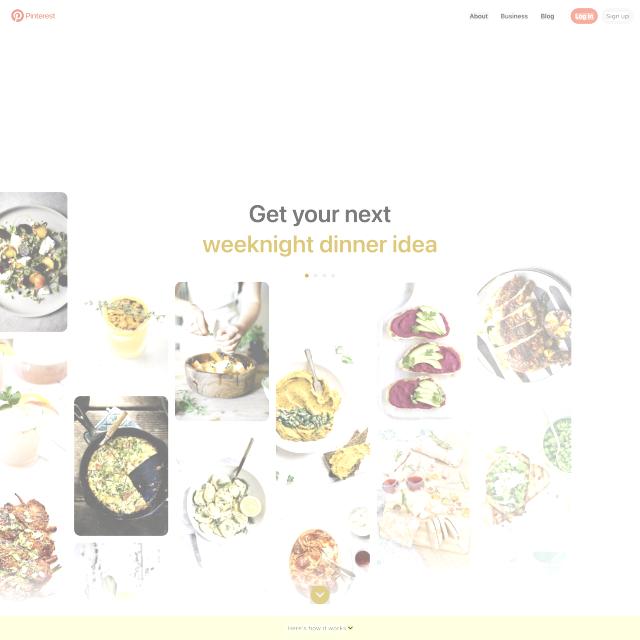 Pinterest
About
Business
Blog
Log in
Sign up
Get your next
weeknight dinner idea
Here's how it works